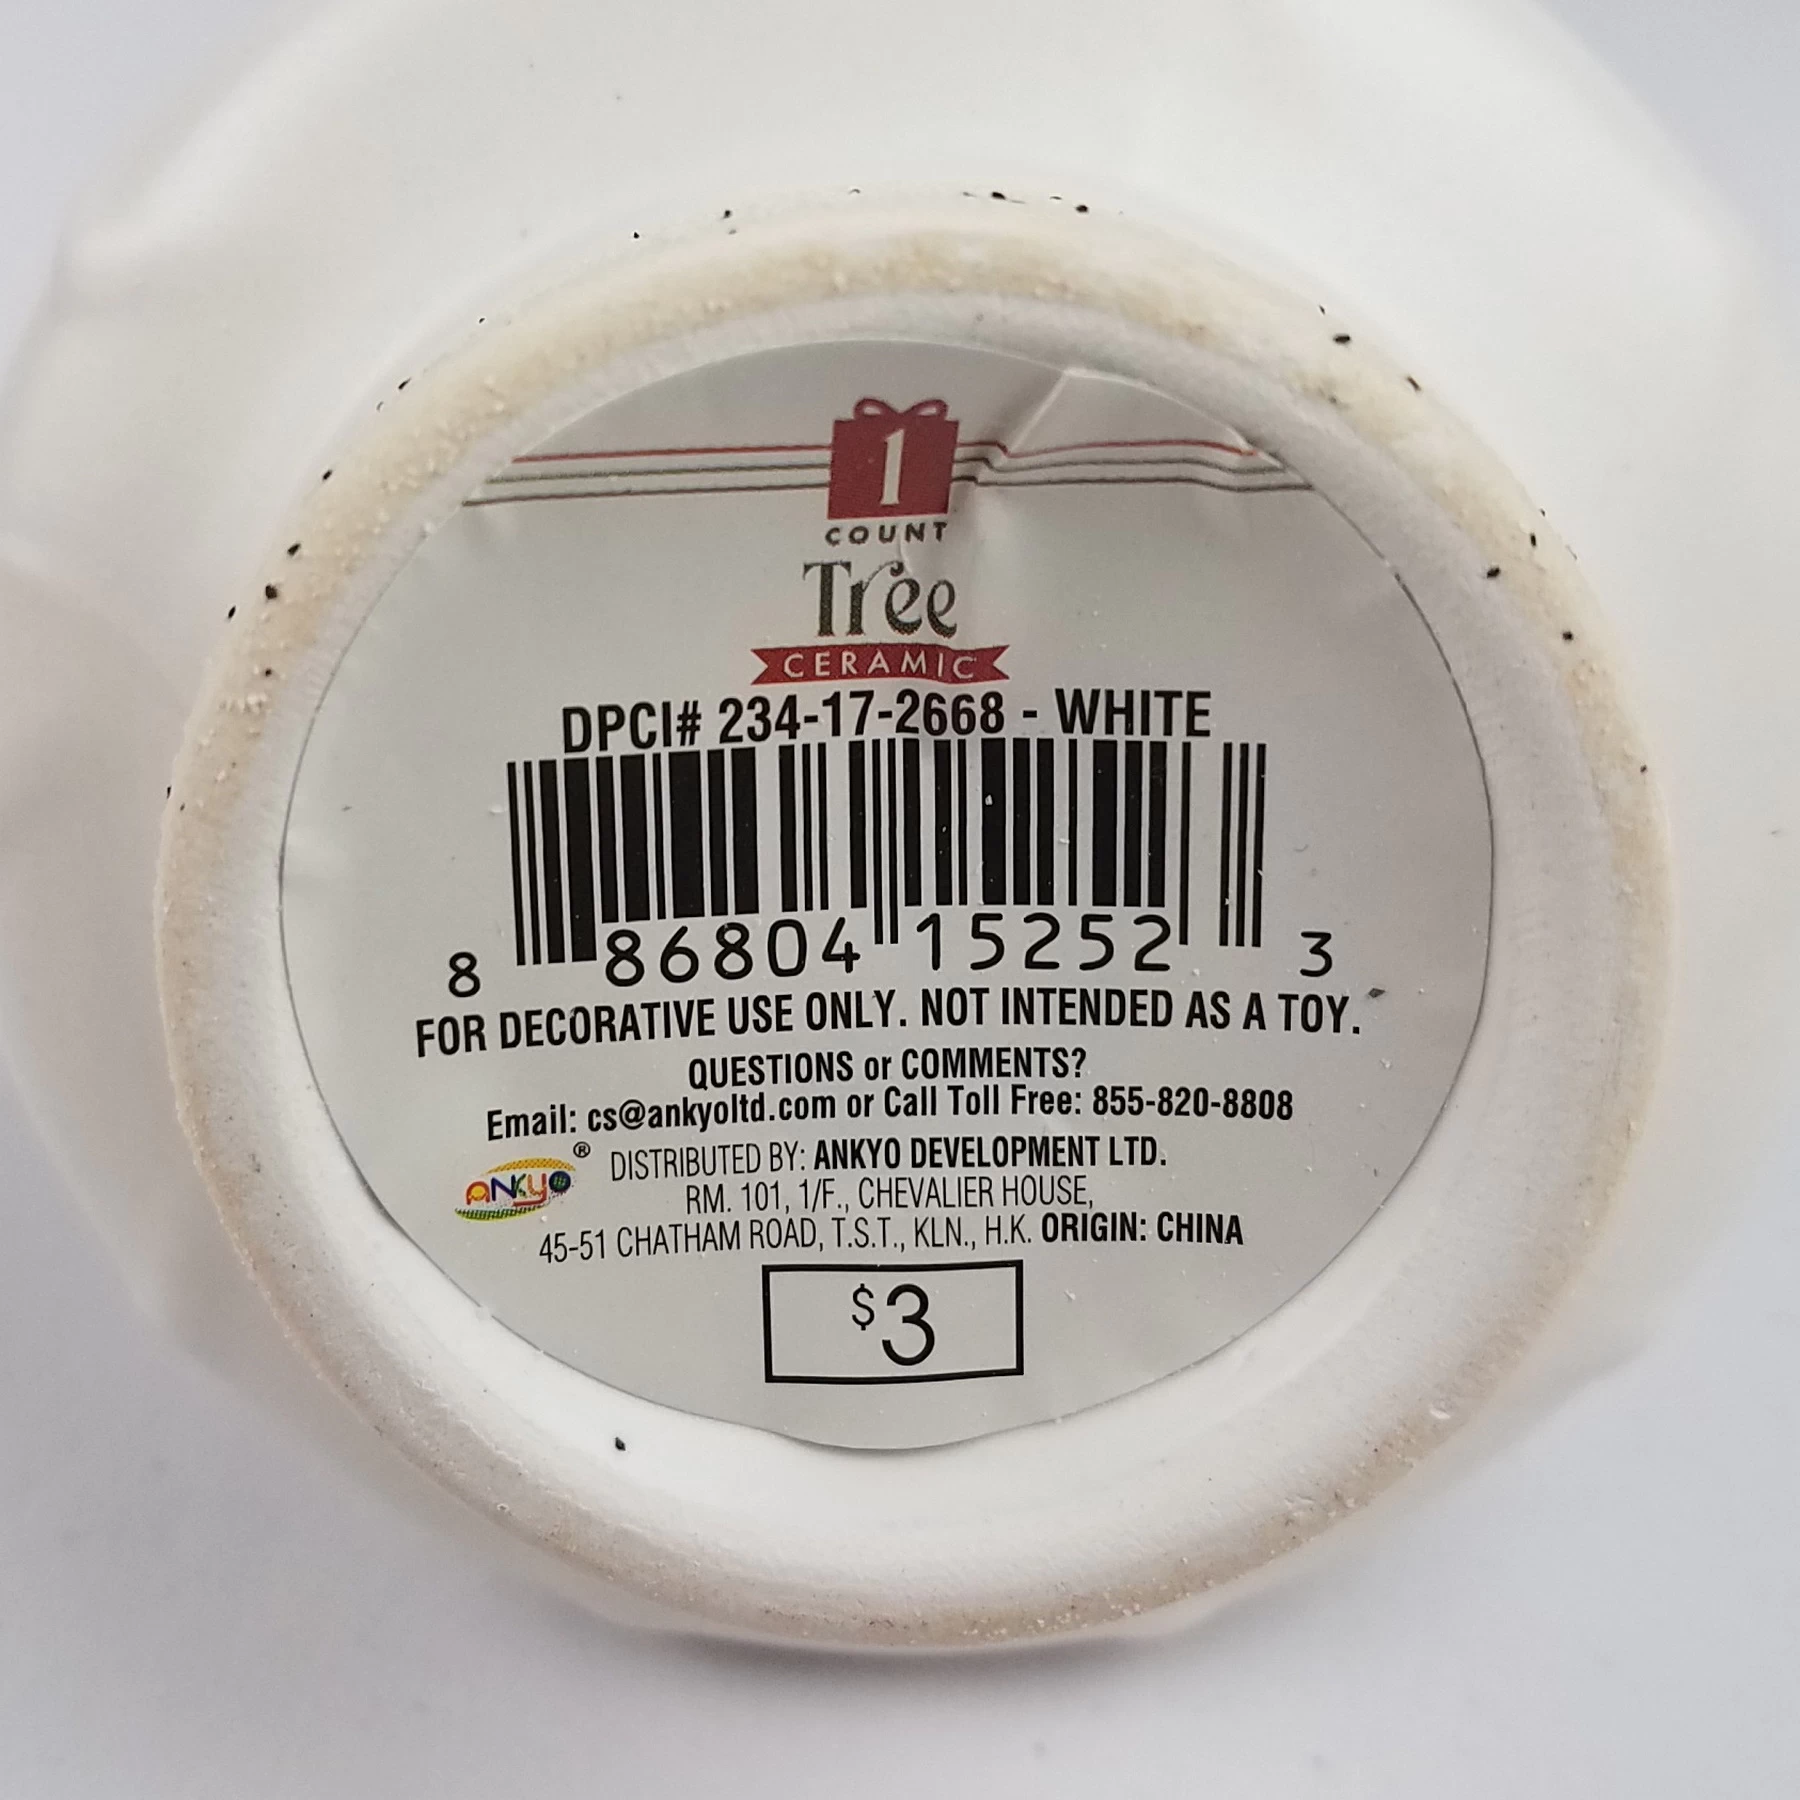 1
COUNT
Tree
CERAMIC
DPCI# 234-17-2668 - WHITE
8 86804 15252 3
FOR DECORATIVE USE ONLY. NOT INTENDED AS A TOY.
QUESTIONS or COMMENTS?
Email: cs@ankyoltd.com or Call Toll Free: 855-820-8808
ANKYO® DISTRIBUTED BY: ANKYO DEVELOPMENT LTD.
RM. 101, 1/F., CHEVALIER HOUSE,
45-51 CHATHAM ROAD, T.S.T., KLN., H.K. ORIGIN: CHINA
$3